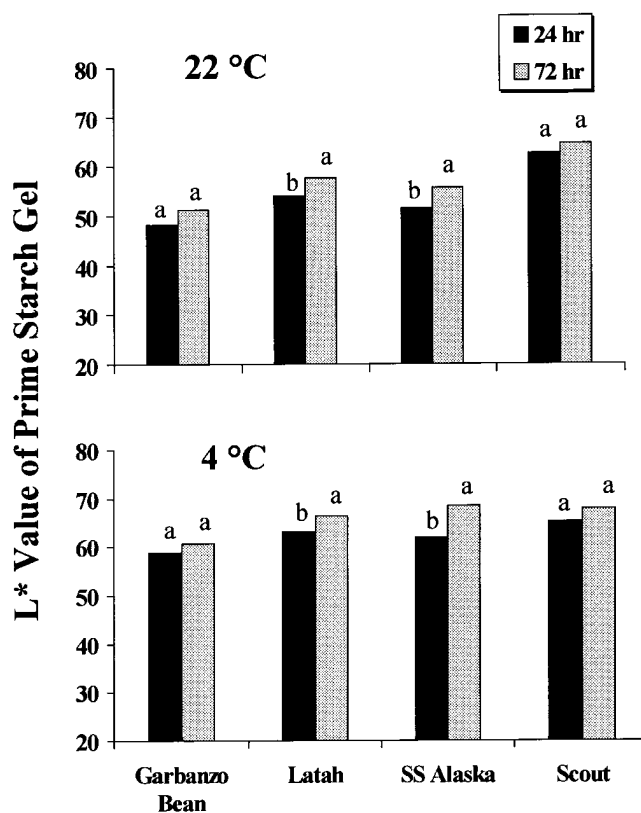 24 hr
72 hr
22 °C
L* Value of Prime Starch Gel
80
70
60
50
40
30
20
a a b a b a a a
4 °C
80
70
60
50
40
30
20
a a b a b a a a
Garbanzo Bean
Latah
SS Alaska
Scout